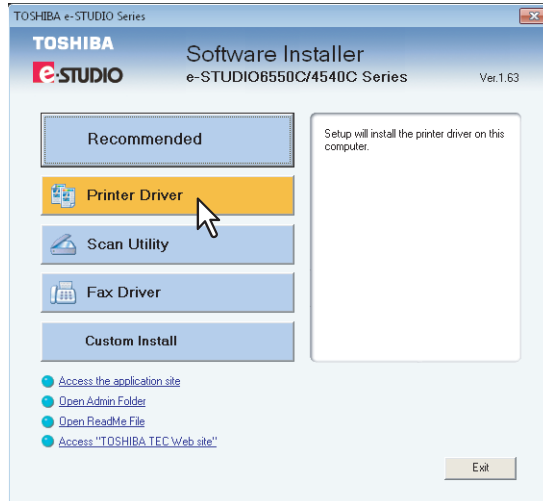 TOSHIBA e-STUDIO Series
TOSHIBA
e-STUDIO
Software Installer
e-STUDIO6550C/4540C Series
Ver.1.63
Recommended
Setup will install the printer driver on this
computer.
Printer Driver
Scan Utility
Fax Driver
Custom Install
Access the application site
Open Admin Folder
Open ReadMe File
Access "TOSHIBA TEC Web site"
Exit